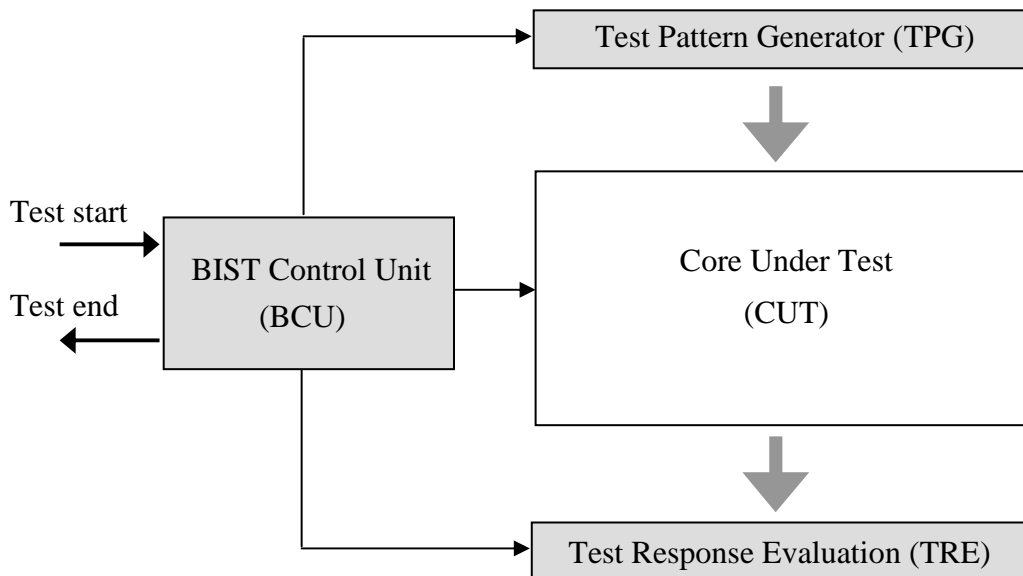 Test Pattern Generator (TPG)
Test start
Test end
BIST Control Unit
(BCU)
Core Under Test
(CUT)
Test Response Evaluation (TRE)